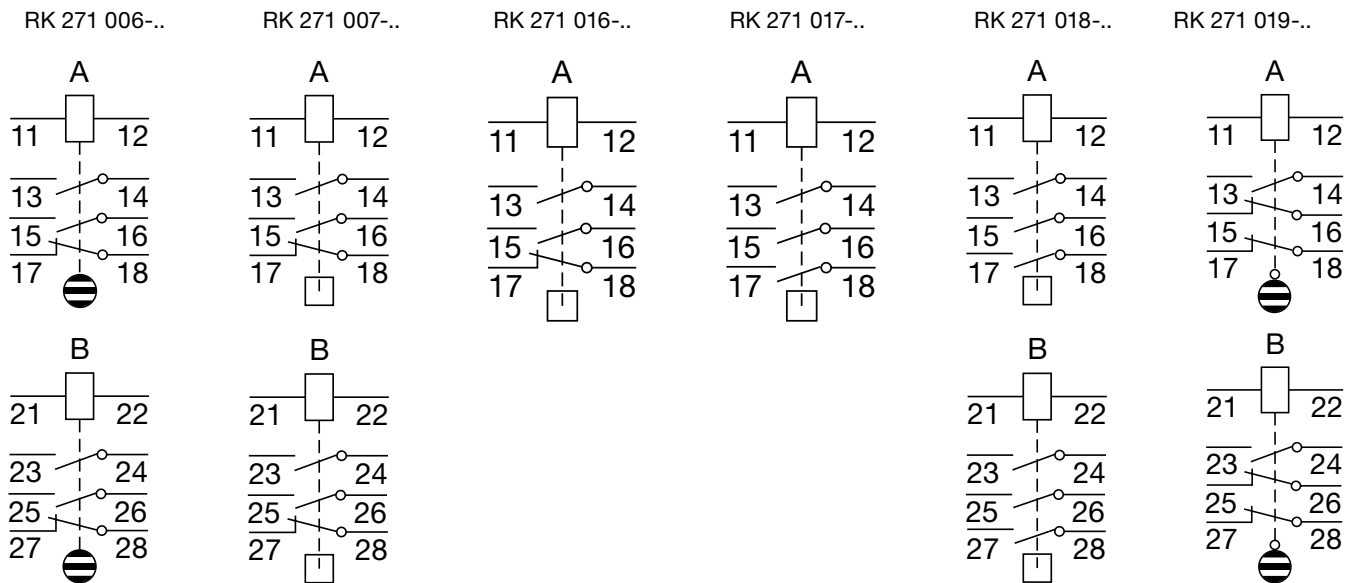 RK 271 006-.. RK 271 007-.. RK 271 016-.. RK 271 017-.. RK 271 018-.. RK 271 019-..
A A A A A A
11 12 11 12 11 12 11 12 11 12 11 12
13 14 13 14 13 14 13 14 13 14 13 14
15 16 15 16 15 16 15 16 15 16 15 16
17 18 17 18 17 18 17 18 17 18 17 18
B B B B
21 22 21 22 21 22 21 22
23 24 23 24 23 24 23 24
25 26 25 26 25 26 25 26
27 28 27 28 27 28 27 28